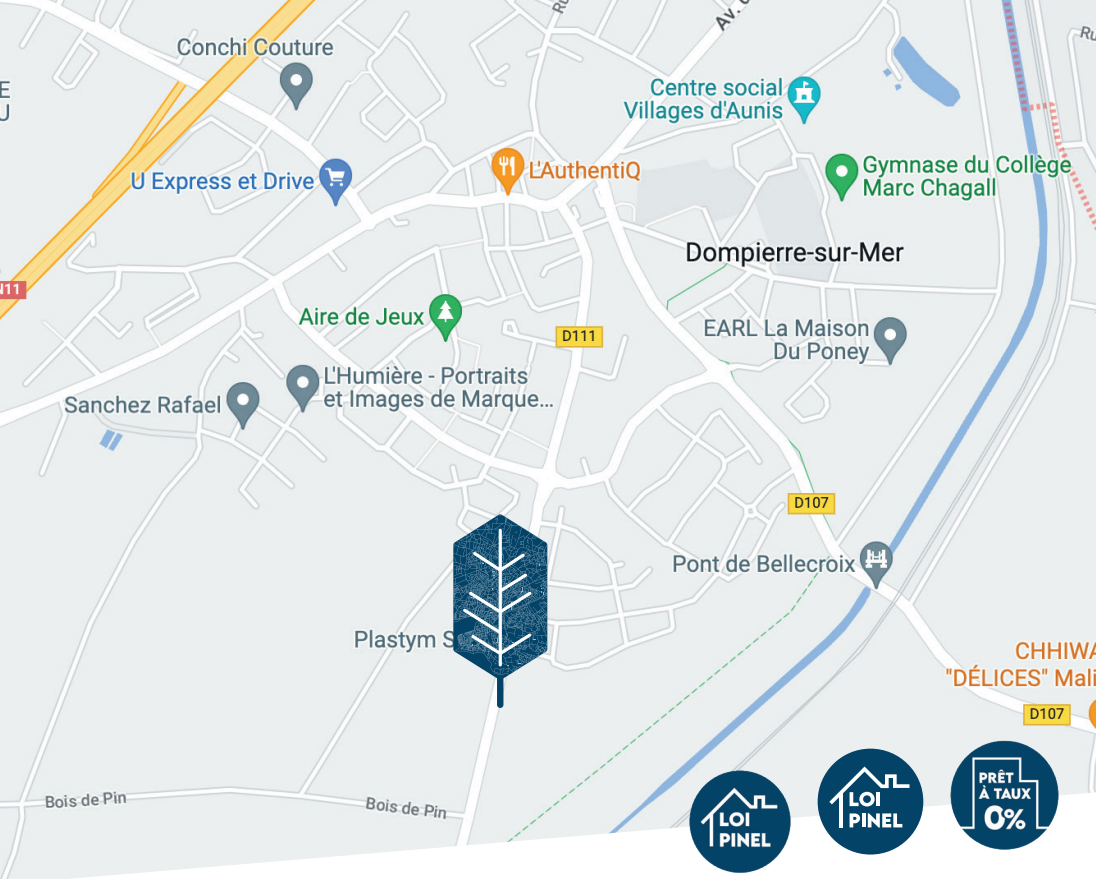 Conchi Couture
U Express et Drive
L'AuthentiQ
Centre social
Villages d'Aunis
Gymnase du Collège
Marc Chagall
Dompierre-sur-Mer
Aire de Jeux
D111
EARL La Maison
Du Poney
L'Humière - Portraits
et Images de Marque...
Sanchez Rafael
D107
Pont de Bellecroix
Plastym S
CHHIWA
"DÉLICES" Mali
D107
Bois de Pin
Bois de Pin
LOI
PINEL
LOI
PINEL
PRÊT
À TAUX
0%